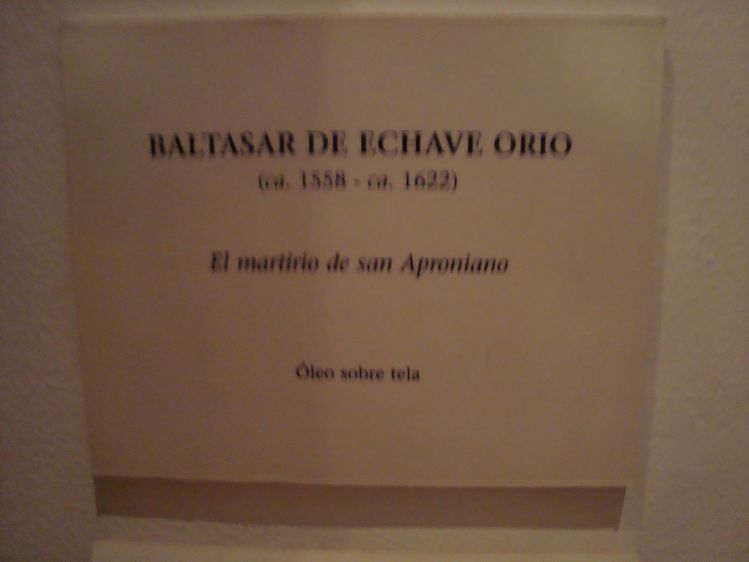 BALTASAR DE ECHAVE ORIO
(ca. 1558 - ca. 1622)
El martirio de san Aproniano
Óleo sobre tela